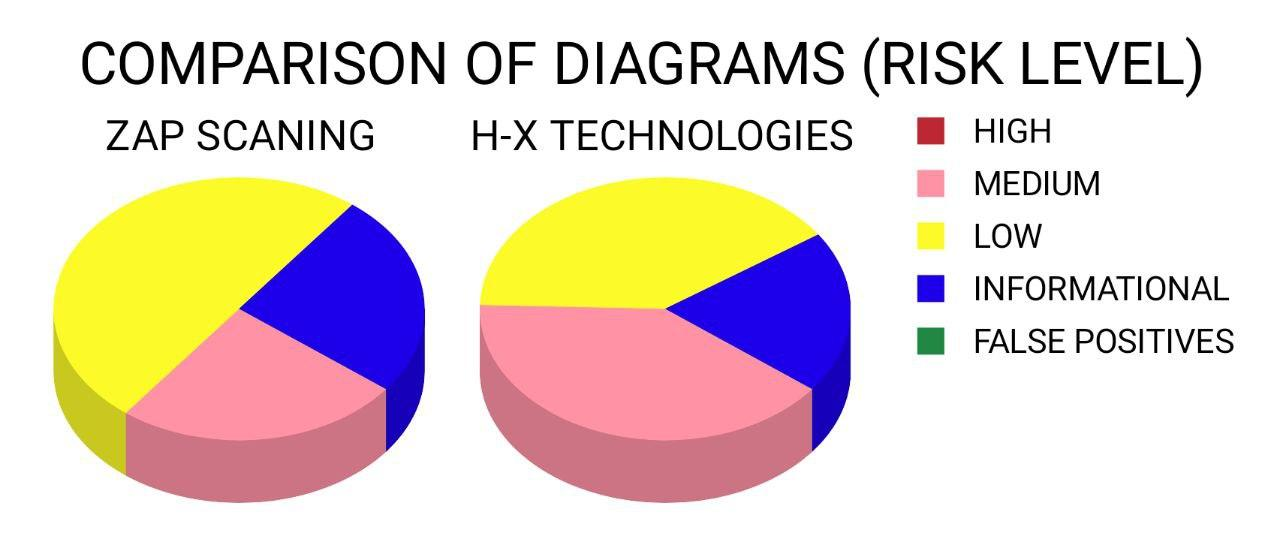 COMPARISON OF DIAGRAMS (RISK LEVEL)
ZAP SCANING
H-X TECHNOLOGIES
HIGH
MEDIUM
LOW
INFORMATIONAL
FALSE POSITIVES